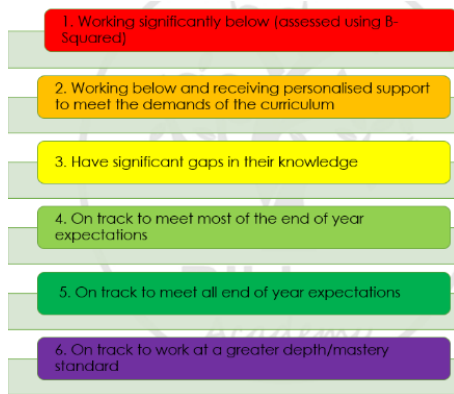 1. Working significantly below (assessed using B-
Squared)
2. Working below and receiving personalised support
to meet the demands of the curriculum
3. Have significant gaps in their knowledge
4. On track to meet most of the end of year
expectations
5. On track to meet all end of year expectations
6. On track to work at a greater depth/mastery
standard